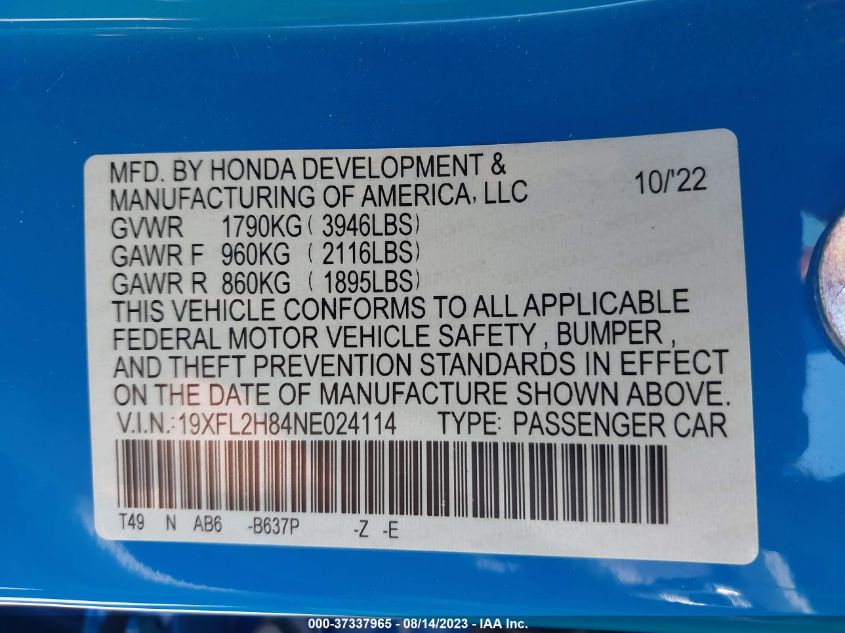 MFD. BY HONDA DEVELOPMENT &
MANUFACTURING OF AMERICA, LLC 10/'22
GVWR 1790KG ( 3946LBS)
GAWR F 960KG ( 2116LBS)
GAWR R 860KG ( 1895LBS)
THIS VEHICLE CONFORMS TO ALL APPLICABLE
FEDERAL MOTOR VEHICLE SAFETY , BUMPER ,
AND THEFT PREVENTION STANDARDS IN EFFECT
ON THE DATE OF MANUFACTURE SHOWN ABOVE.
V.I.N.: 19XFL2H84NE024114 TYPE: PASSENGER CAR
T49 N AB6 -B637P -Z -E
000-37337965 - 08/14/2023 - IAA Inc.